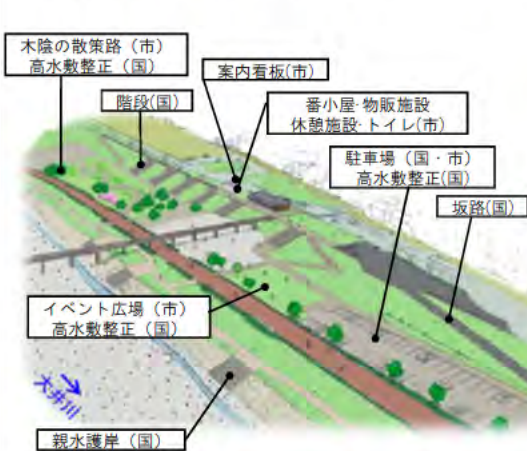 木陰の散策路（市）
高水敷整正（国）
案内看板(市)
階段(国)
番小屋･物販施設
休憩施設･トイレ(市)
駐車場（国・市）
高水敷整正(国)
坂路(国)
イベント広場（市）
高水敷整正（国）
大井川
親水護岸（国）